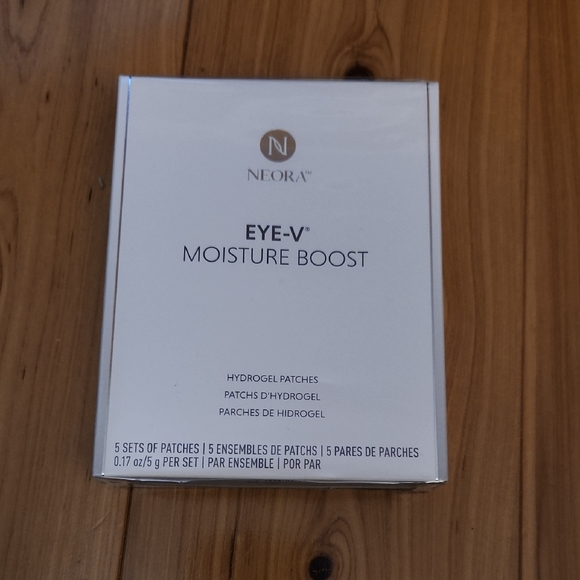 N
NEORA™
EYE-V®
MOISTURE BOOST
HYDROGEL PATCHES
PATCHS D'HYDROGEL
PARCHES DE HIDROGEL
5 SETS OF PATCHES | 5 ENSEMBLES DE PATCHS | 5 PARES DE PARCHES
0.17 oz/5 g PER SET | PAR ENSEMBLE | POR PAR